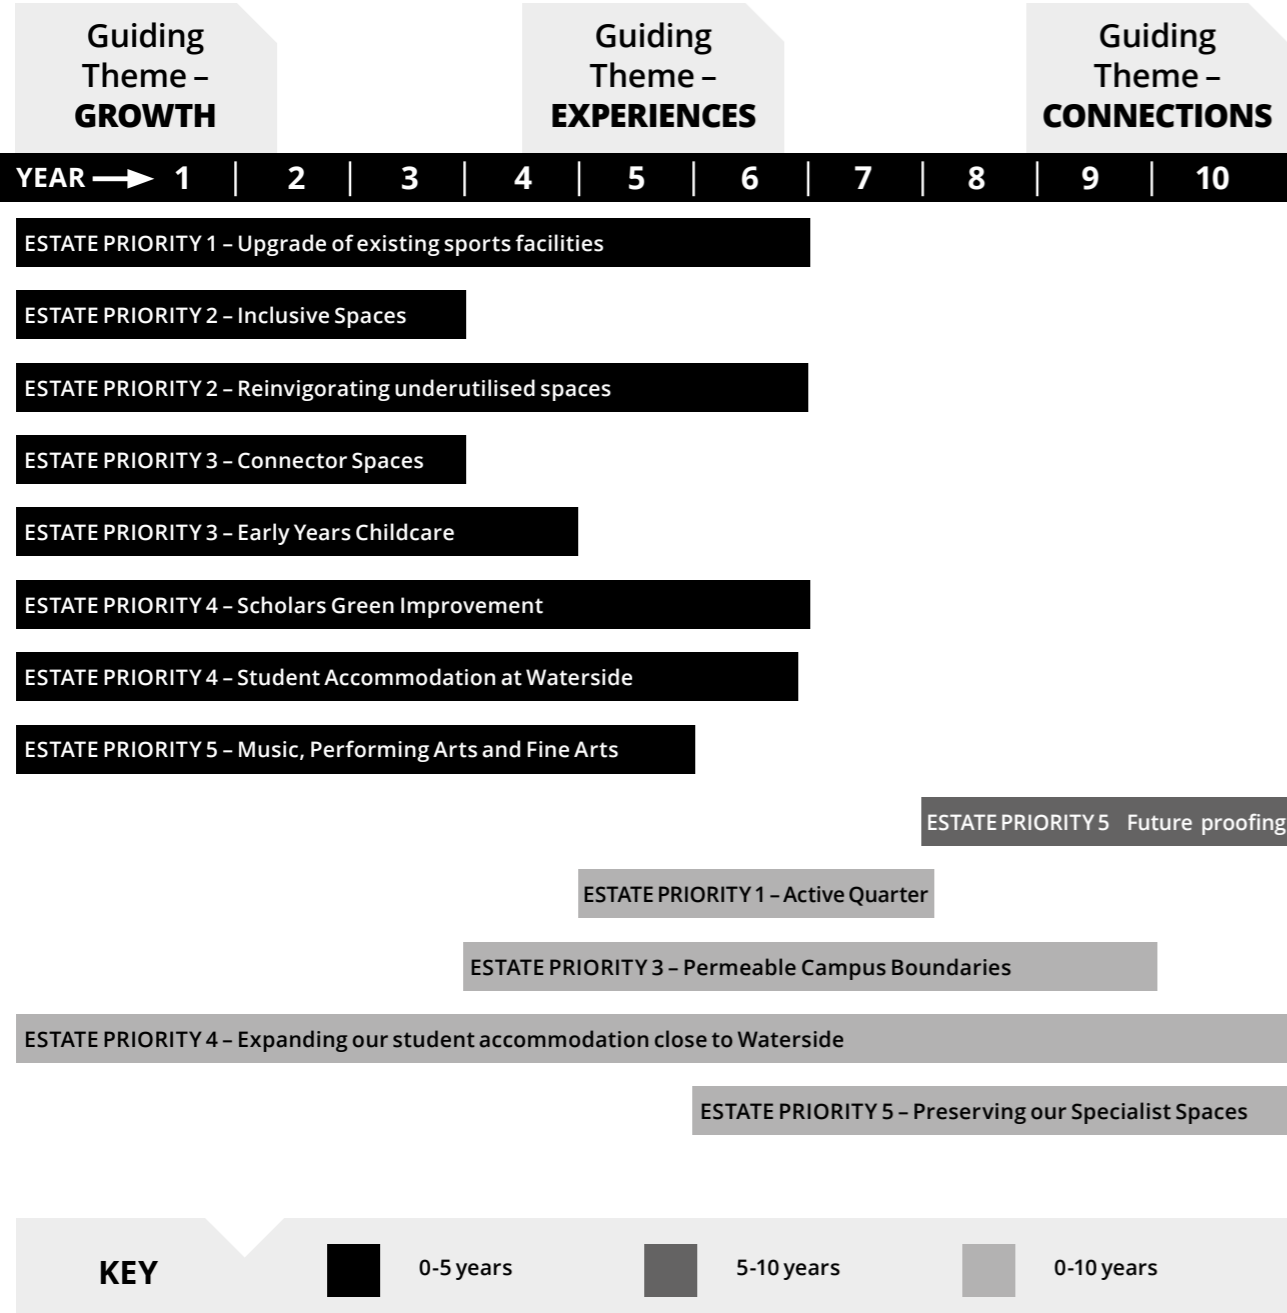 Guiding
Theme –
GROWTH
Guiding
Theme –
EXPERIENCES
Guiding
Theme –
CONNECTIONS
YEAR 1 2 3 4 5 6 7 8 9 10
ESTATE PRIORITY 1 – Upgrade of existing sports facilities
ESTATE PRIORITY 2 – Inclusive Spaces
ESTATE PRIORITY 2 – Reinvigorating underutilised spaces
ESTATE PRIORITY 3 – Connector Spaces
ESTATE PRIORITY 3 – Early Years Childcare
ESTATE PRIORITY 4 – Scholars Green Improvement
ESTATE PRIORITY 4 – Student Accommodation at Waterside
ESTATE PRIORITY 5 – Music, Performing Arts and Fine Arts
ESTATE PRIORITY 5 Future proofing
ESTATE PRIORITY 1 – Active Quarter
ESTATE PRIORITY 3 – Permeable Campus Boundaries
ESTATE PRIORITY 4 – Expanding our student accommodation close to Waterside
ESTATE PRIORITY 5 – Preserving our Specialist Spaces
KEY 0-5 years 5-10 years 0-10 years